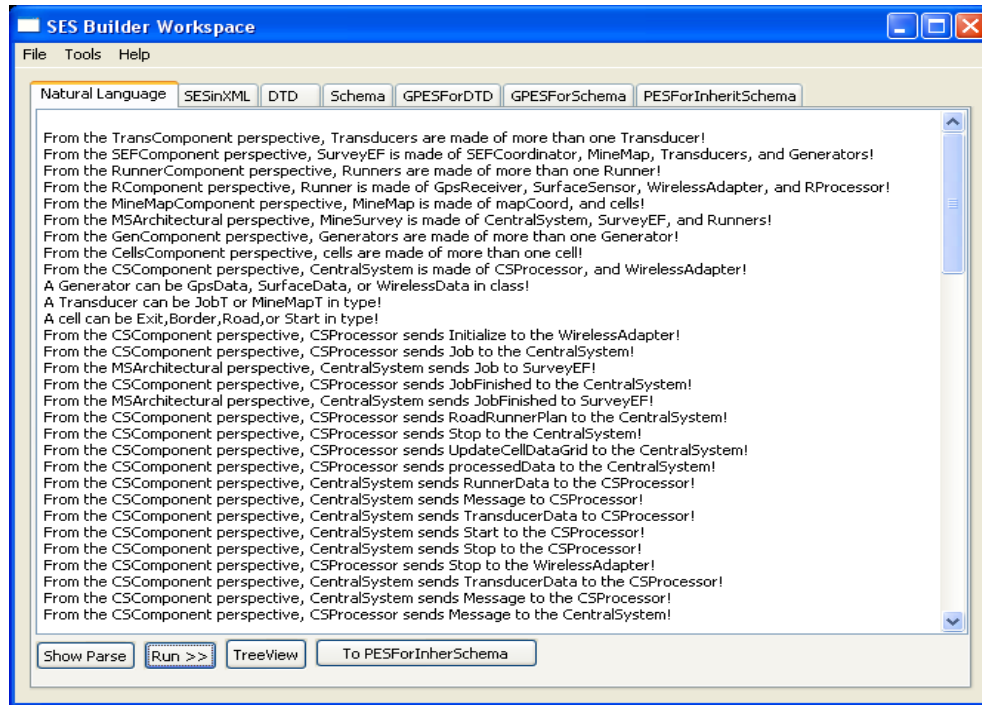 SES Builder Workspace
File Tools Help
Natural Language SESinXML DTD Schema GPESForDTD GPESForSchema PESForInheritSchema
From the TransComponent perspective, Transducers are made of more than one Transducer!
From the SEFComponent perspective, SurveyEF is made of SEFCoordinator, MineMap, Transducers, and Generators!
From the RunnerComponent perspective, Runners are made of more than one Runner!
From the RComponent perspective, Runner is made of GpsReceiver, SurfaceSensor, WirelessAdapter, and RProcessor!
From the MineMapComponent perspective, MineMap is made of mapCoord, and cells!
From the MSArchitectural perspective, MineSurvey is made of CentralSystem, SurveyEF, and Runners!
From the GenComponent perspective, Generators are made of more than one Generator!
From the CellsComponent perspective, cells are made of more than one cell!
From the CSComponent perspective, CentralSystem is made of CSProcessor, and WirelessAdapter!
A Generator can be GpsData, SurfaceData, or WirelessData in class!
A Transducer can be JobT or MineMapT in type!
A cell can be Exit,Border,Road,or Start in type!
From the CSComponent perspective, CSProcessor sends Initialize to the WirelessAdapter!
From the CSComponent perspective, CSProcessor sends Job to the CentralSystem!
From the MSArchitectural perspective, CentralSystem sends Job to SurveyEF!
From the CSComponent perspective, CSProcessor sends JobFinished to the CentralSystem!
From the MSArchitectural perspective, CentralSystem sends JobFinished to SurveyEF!
From the CSComponent perspective, CSProcessor sends RoadRunnerPlan to the CentralSystem!
From the CSComponent perspective, CSProcessor sends Stop to the CentralSystem!
From the CSComponent perspective, CSProcessor sends UpdateCellDataGrid to the CentralSystem!
From the CSComponent perspective, CSProcessor sends processedData to the CentralSystem!
From the CSComponent perspective, CentralSystem sends RunnerData to the CSProcessor!
From the CSComponent perspective, CentralSystem sends Message to CSProcessor!
From the CSComponent perspective, CentralSystem sends TransducerData to CSProcessor!
From the CSComponent perspective, CentralSystem sends Start to the CSProcessor!
From the CSComponent perspective, CentralSystem sends Stop to the CSProcessor!
From the CSComponent perspective, CentralSystem sends Stop to the WirelessAdapter!
From the CSComponent perspective, CentralSystem sends TransducerData to the CSProcessor!
From the CSComponent perspective, CentralSystem sends Message to the CSProcessor!
From the CSComponent perspective, CSProcessor sends Message to the CentralSystem!
Show Parse Run >> TreeView To PESForInherSchema